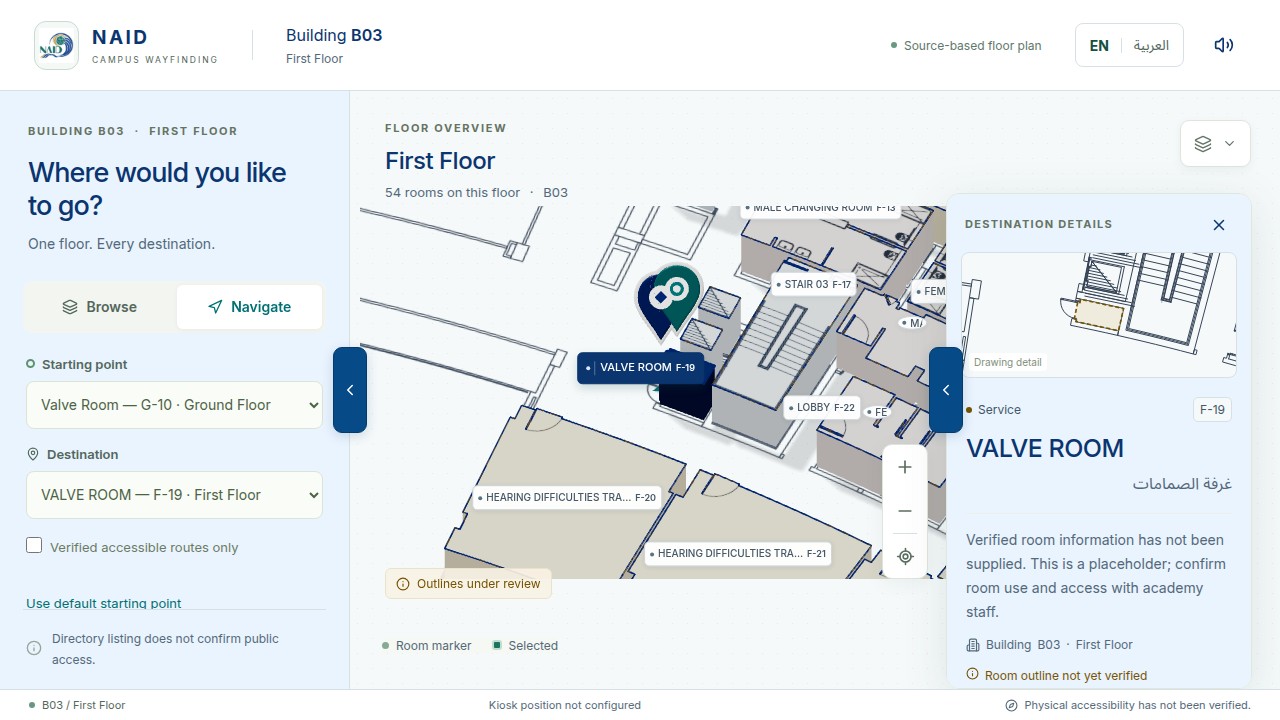 NAID
CAMPUS WAYFINDING
Building B03
First Floor
Source-based floor plan
EN
العربية
BUILDING B03 · FIRST FLOOR
Where would you like
to go?
One floor. Every destination.
Browse
Navigate
Starting point
Valve Room — G-10 · Ground Floor
Destination
VALVE ROOM — F-19 · First Floor
Verified accessible routes only
Use default starting point
Directory listing does not confirm public
access.
FLOOR OVERVIEW
First Floor
54 rooms on this floor · B03
MALE CHANGING ROOM F-13
STAIR 03 F-17
FEM
MA
VALVE ROOM F-19
LOBBY F-22
FE
HEARING DIFFICULTIES TRA... F-20
HEARING DIFFICULTIES TRA... F-21
Outlines under review
Room marker
Selected
DESTINATION DETAILS
Drawing detail
Service
F-19
VALVE ROOM
غرفة الصمامات
Verified room information has not been
supplied. This is a placeholder; confirm
room use and access with academy
staff.
Building B03 · First Floor
Room outline not yet verified
B03 / First Floor
Kiosk position not configured
Physical accessibility has not been verified.